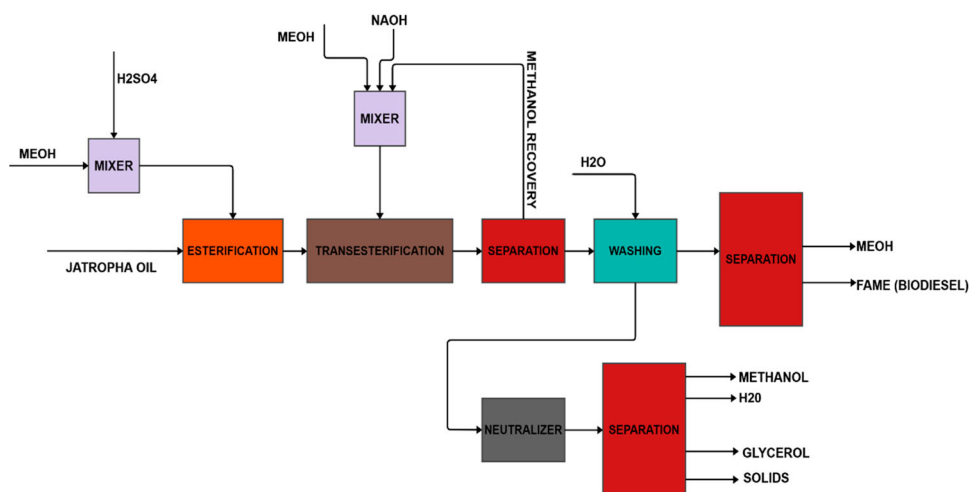 NAOH
MEOH
METHANOL RECOVERY
H2SO4
MIXER
MEOH
MIXER
H2O
ESTERIFICATION
TRANSESTERIFICATION
SEPARATION
WASHING
SEPARATION
MEOH
JATROPHA OIL
FAME (BIODIESEL)
METHANOL
H20
NEUTRALIZER
SEPARATION
GLYCEROL
SOLIDS